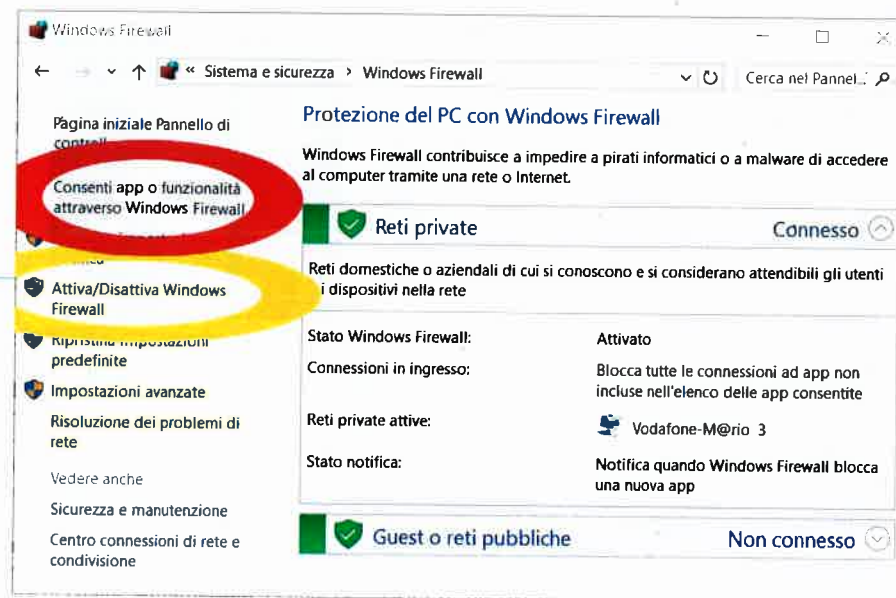 Windows Firewall
« Sistema e sicurezza › Windows Firewall
Cerca nel Pannel...
Pagina iniziale Pannello di
Consenti app o funzionalità
attraverso Windows Firewall
Attiva/Disattiva Windows
Firewall
Ripristina impostazioni
predefinite
Impostazioni avanzate
Risoluzione dei problemi di
rete
Vedere anche
Sicurezza e manutenzione
Centro connessioni di rete e
condivisione
Protezione del PC con Windows Firewall
Windows Firewall contribuisce a impedire a pirati informatici o a malware di accedere
al computer tramite una rete o Internet.
Reti private
Connesso
Reti domestiche o aziendali di cui si conoscono e si considerano attendibili gli utenti
i dispositivi nella rete
Stato Windows Firewall: Attivato
Connessioni in ingresso: Blocca tutte le connessioni ad app non
incluse nell'elenco delle app consentite
Reti private attive: Vodafone-M@rio 3
Stato notifica: Notifica quando Windows Firewall blocca
una nuova app
Guest o reti pubbliche
Non connesso